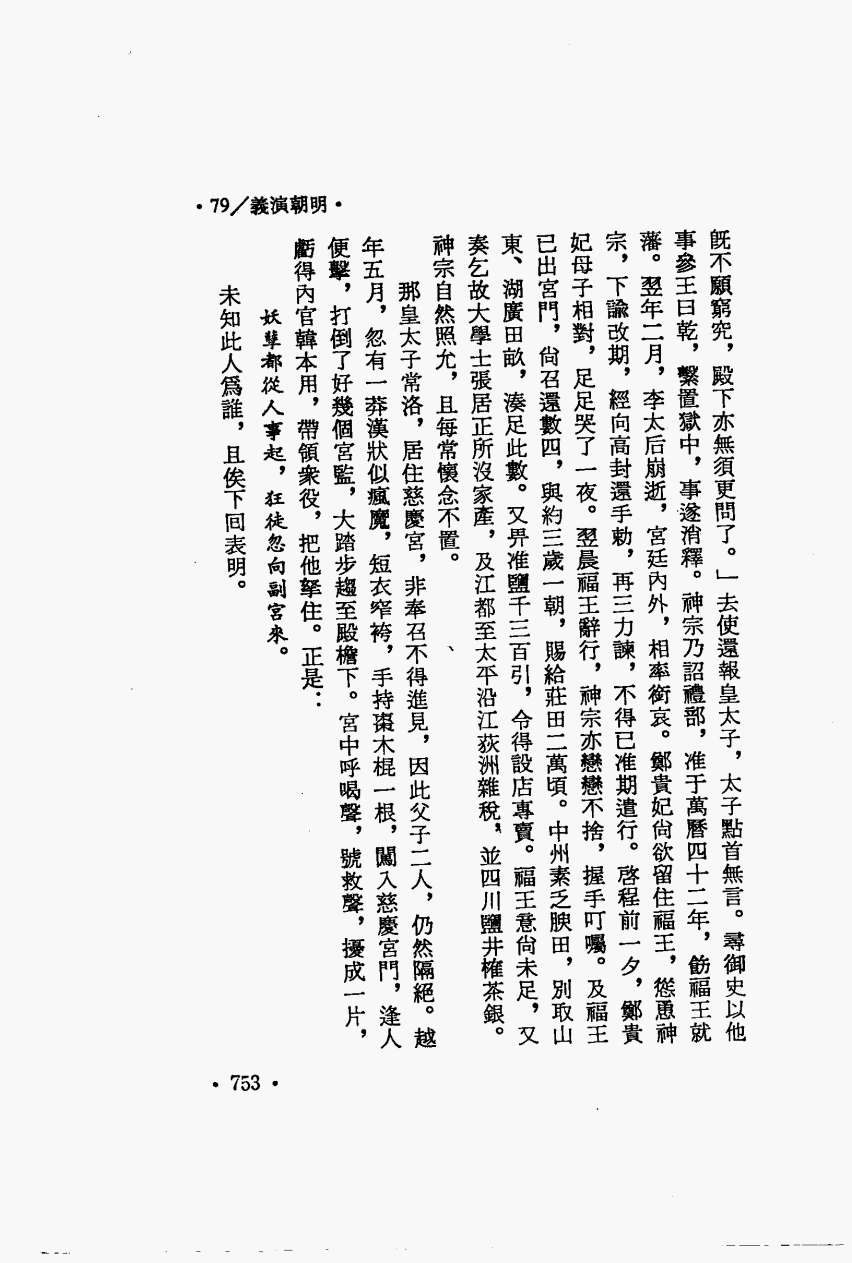 •79/義演朝明•
旣不願窮究，殿下亦無須更問了。」去使還報皇太子，太子點首無言。尋御史以他
事參王曰乾，繫置獄中，事遂消釋。神宗乃詔禮部，准于萬曆四十二年，飭福王就
藩。翌年二月，李太后崩逝，宮廷內外，相率銜哀。鄭貴妃尙欲留住福王，慫恿神
宗，下諭改期，經向高封還手勅，再三力諫，不得已准期遣行。啓程前一夕，鄭貴
妃母子相對，足足哭了一夜。翌晨福王辭行，神宗亦戀戀不捨，握手叮囑。及福王
已出宮門，尙召還數四，與約三歲一朝，賜給莊田二萬頃。中州素乏腴田，別取山
東、湖廣田畝，湊足此數。又畀准鹽千三百引，令得設店專賣。福王意尙未足，又
奏乞故大學士張居正所沒家產，及江都至太平沿江荻洲雜稅，並四川鹽井榷茶銀。
神宗自然照允，且每常懷念不置。
那皇太子常洛，居住慈慶宮，非奉召不得進見，因此父子二人，仍然隔絕。越
年五月，忽有一莽漢狀似瘋魔，短衣窄袴，手持棗木棍一根，闖入慈慶宮門，逢人
便擊，打倒了好幾個宮監，大踏步趨至殿檐下。宮中呼喝聲，號救聲，擾成一片，
虧得內官韓本用，帶領衆役，把他拏住。正是：
妖孽都從人事起，狂徒忽向副宮來。
未知此人爲誰，且俟下回表明。
•753•